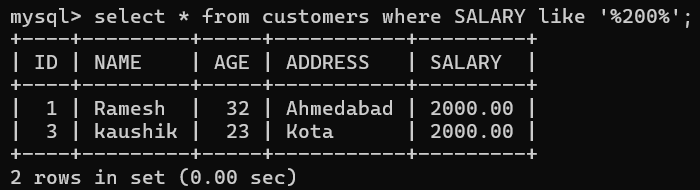 mysql> select * from customers where SALARY like '%200%';
+----+---------+-----+-----------+---------+
| ID | NAME    | AGE | ADDRESS   | SALARY  |
+----+---------+-----+-----------+---------+
|  1 | Ramesh  |  32 | Ahmedabad | 2000.00 |
|  3 | kaushik |  23 | Kota      | 2000.00 |
+----+---------+-----+-----------+---------+
2 rows in set (0.00 sec)